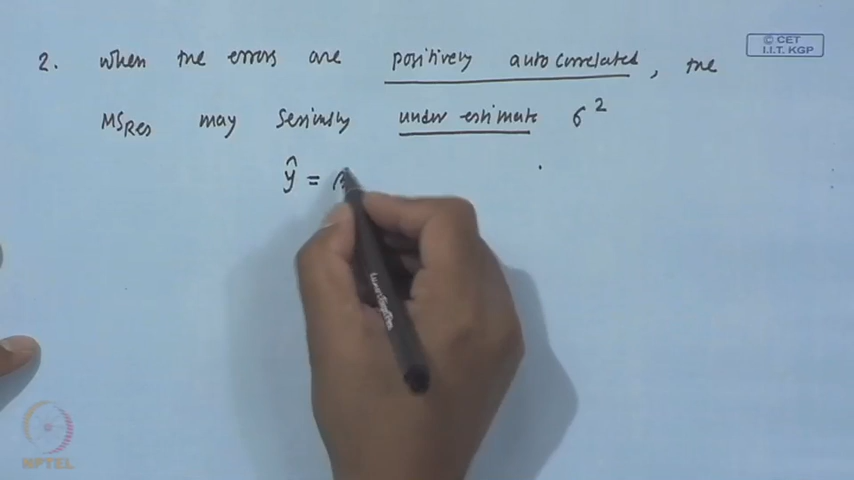 2. When the errors are positively autocorrelated, the
© CET
I.I.T. KGP
MSRes may seriously under estimate σ²
ŷ =
NPTEL